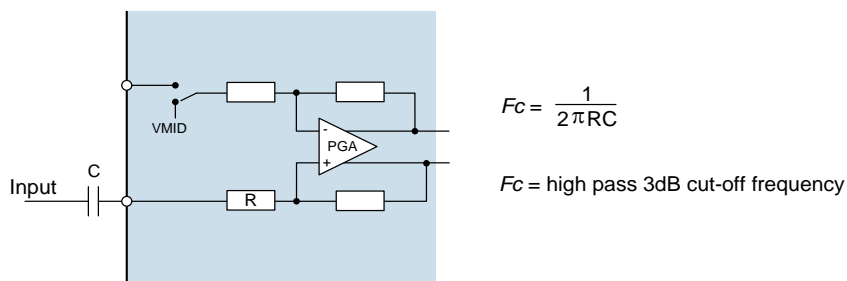 VMID
-
PGA
+
C
Input
R
Fc = 1 / 2πRC
Fc = high pass 3dB cut-off frequency